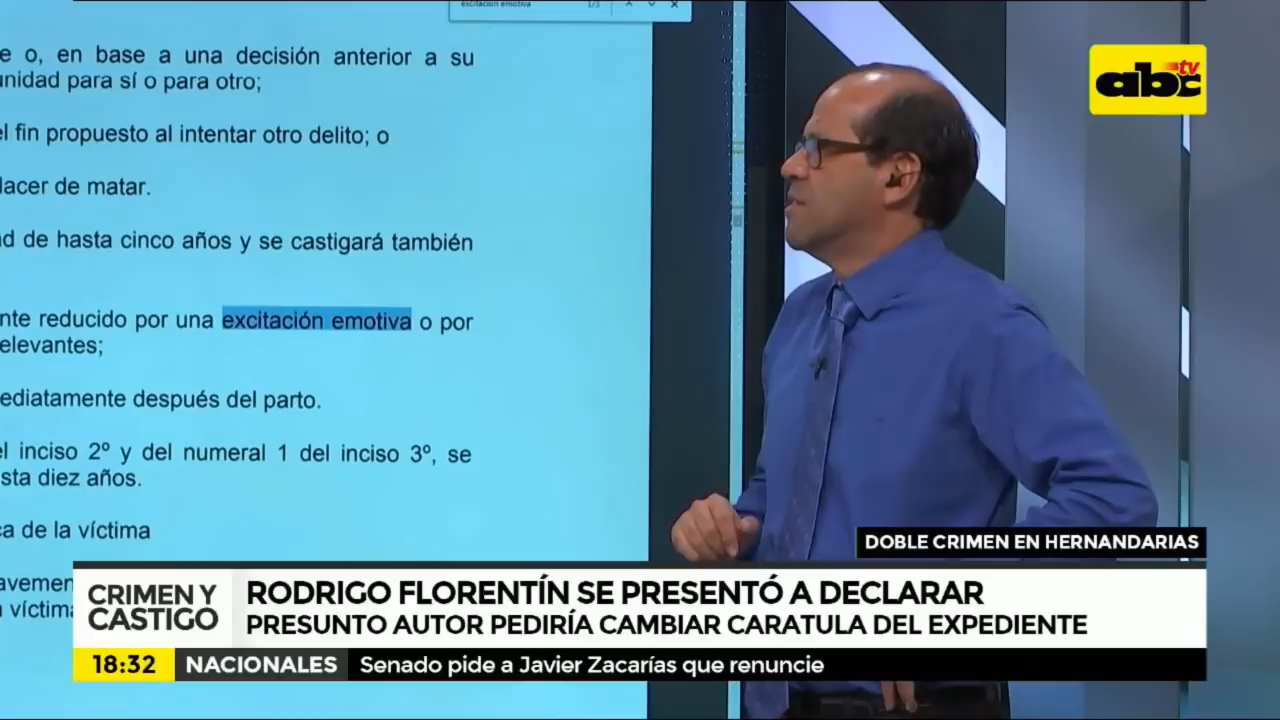 excitacion emotiva 1/3
e o, en base a una decisión anterior a su
unidad para sí o para otro;
el fin propuesto al intentar otro delito; o
lacer de matar.
ad de hasta cinco años y se castigará también
nte reducido por una excitación emotiva o por
elevantes;
ediatamente después del parto.
el inciso 2º y del numeral 1 del inciso 3º, se
sta diez años.
ca de la víctima
avemen
a víctima
abc tv
DOBLE CRIMEN EN HERNANDARIAS
CRIMEN Y
CASTIGO
RODRIGO FLORENTÍN SE PRESENTÓ A DECLARAR
PRESUNTO AUTOR PEDIRÍA CAMBIAR CARATULA DEL EXPEDIENTE
18:32 NACIONALES Senado pide a Javier Zacarías que renuncie